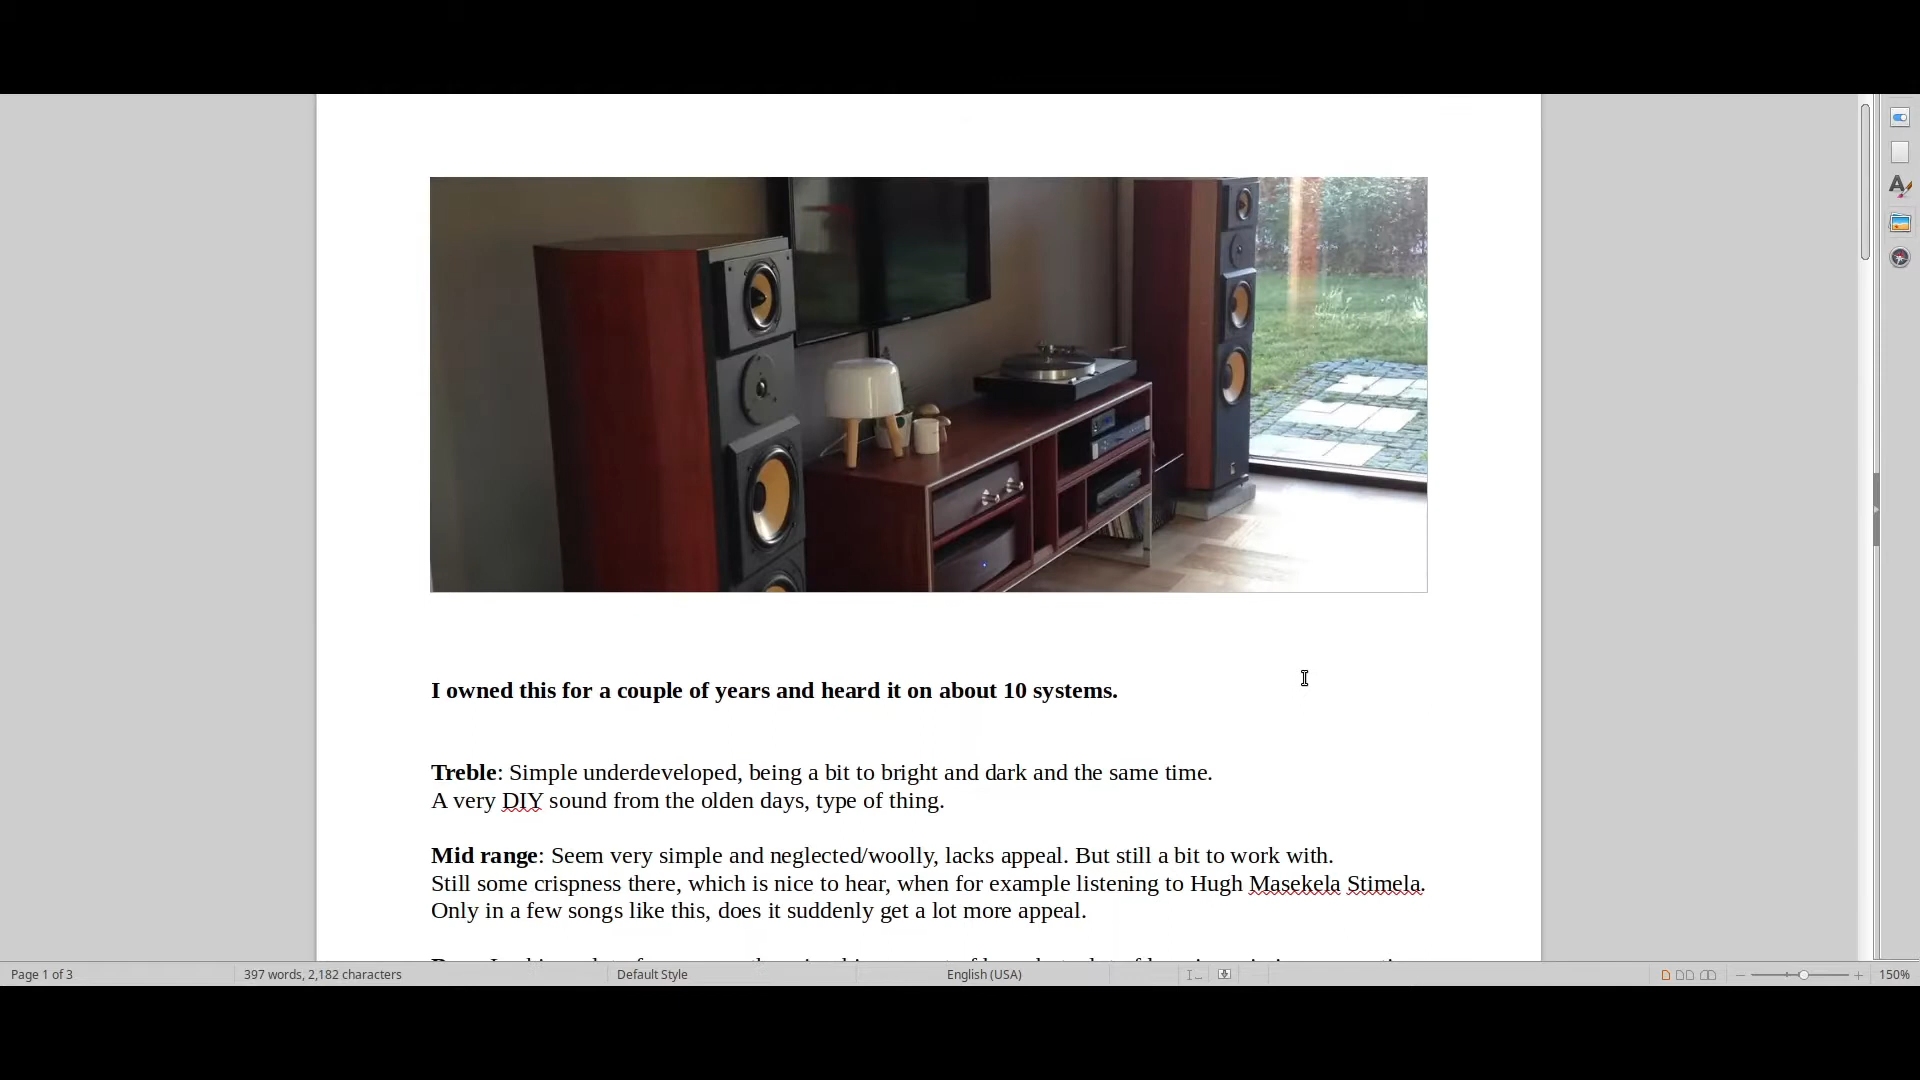 I owned this for a couple of years and heard it on about 10 systems.
Treble: Simple underdeveloped, being a bit to bright and dark and the same time.
A very DIY sound from the olden days, type of thing.
Mid range: Seem very simple and neglected/woolly, lacks appeal. But still a bit to work with.
Still some crispness there, which is nice to hear, when for example listening to Hugh Masekela Stimela.
Only in a few songs like this, does it suddenly get a lot more appeal.
Page 1 of 3
397 words, 2,182 characters
Default Style
English (USA)
150%